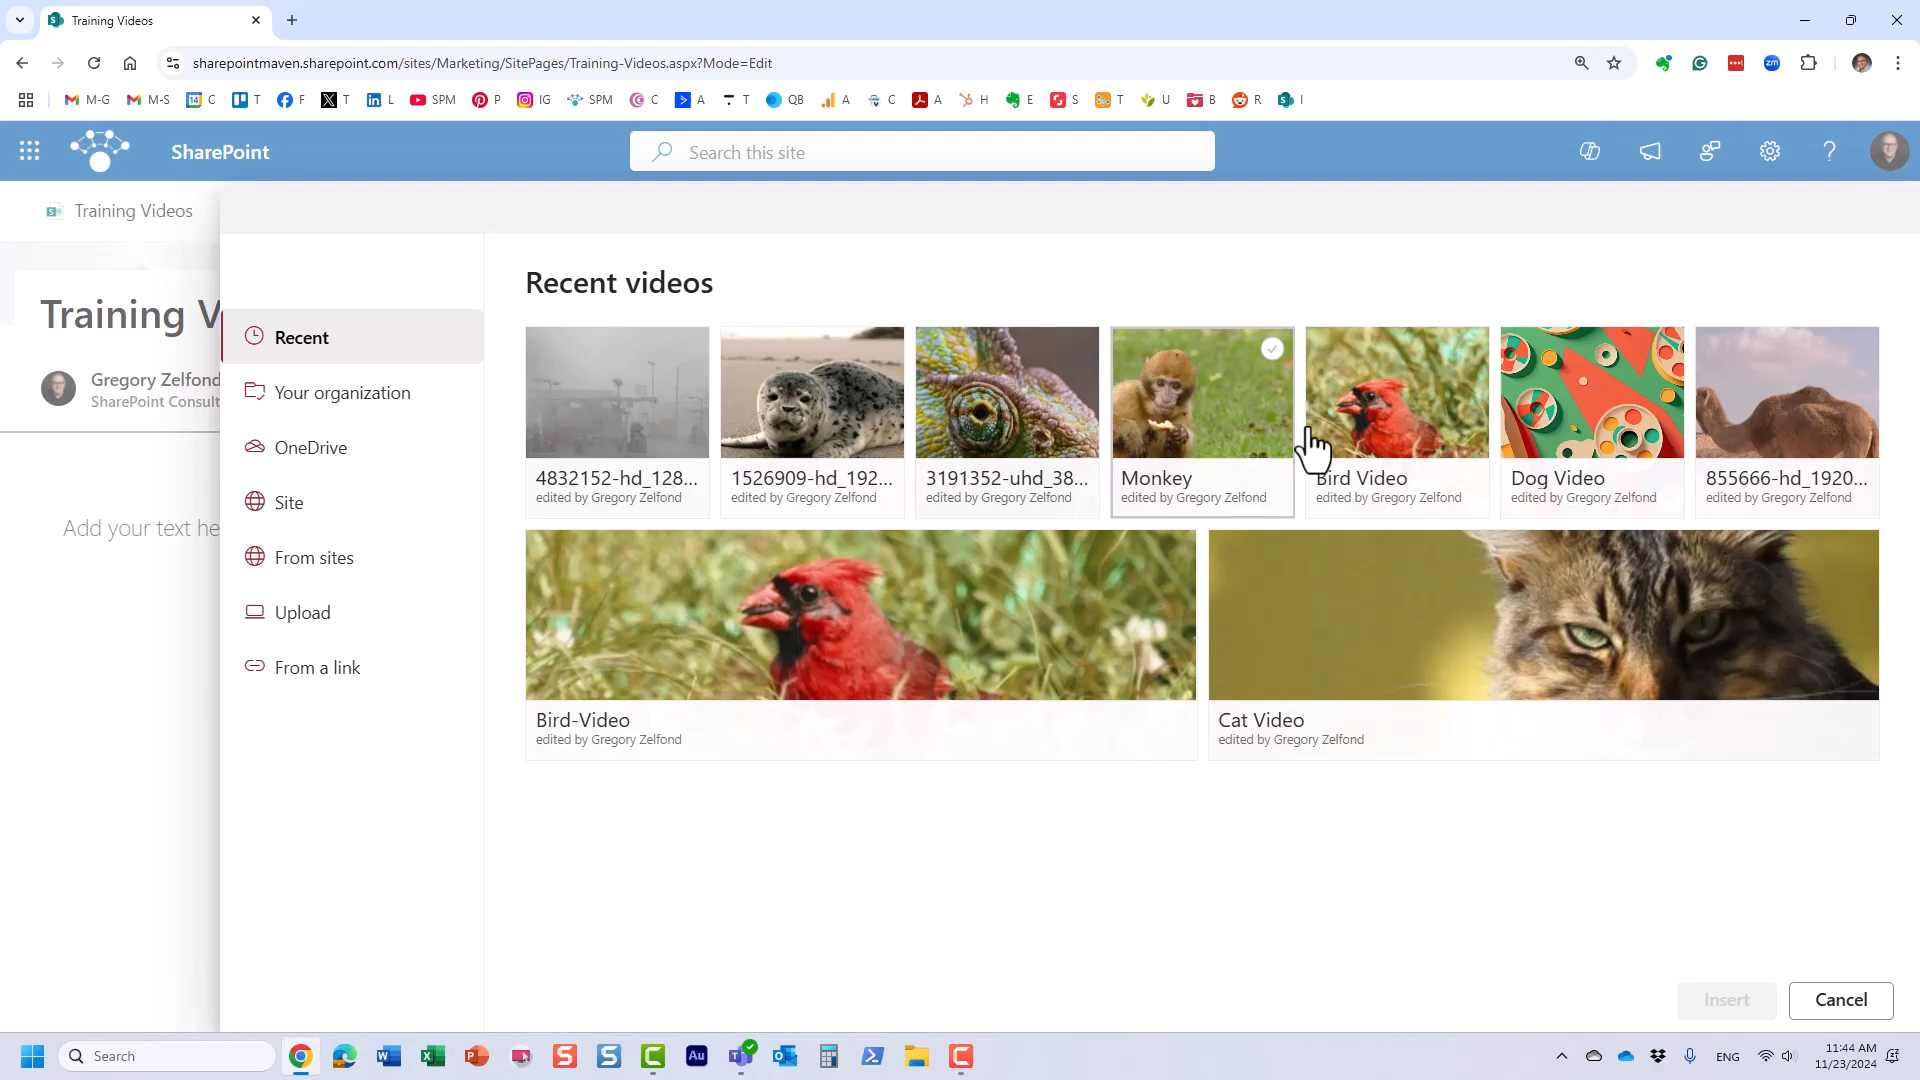 Training Videos
sharepointmaven.sharepoint.com/sites/Marketing/SitePages/Training-Videos.aspx?Mode=Edit
M-G
M-S
C
T
F
T
L
SPM
P
IG
SPM
C
A
T
QB
A
C
A
H
E
S
T
U
B
R
I
SharePoint
Search this site
Training Videos
Training V
Gregory Zelfond
SharePoint Consult
Add your text he
Recent
Your organization
OneDrive
Site
From sites
Upload
From a link
Recent videos
4832152-hd_128...
edited by Gregory Zelfond
1526909-hd_192...
edited by Gregory Zelfond
3191352-uhd_38...
edited by Gregory Zelfond
Monkey
edited by Gregory Zelfond
Bird Video
edited by Gregory Zelfond
Dog Video
edited by Gregory Zelfond
855666-hd_1920...
edited by Gregory Zelfond
Bird-Video
edited by Gregory Zelfond
Cat Video
edited by Gregory Zelfond
Insert
Cancel
Search
ENG
11:44 AM
11/23/2024